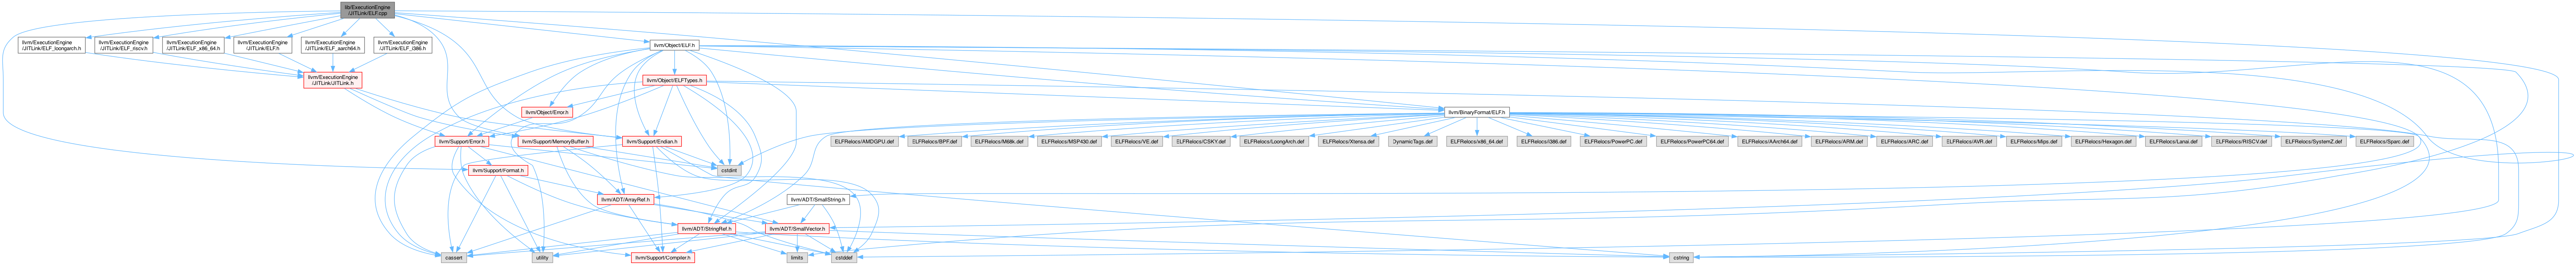 lib/ExecutionEngine
/JITLink/ELF.cpp
llvm/ExecutionEngine
/JITLink/ELF_loongarch.h
llvm/ExecutionEngine
/JITLink/ELF_riscv.h
llvm/ExecutionEngine
/JITLink/ELF_x86_64.h
llvm/ExecutionEngine
/JITLink/ELF.h
llvm/ExecutionEngine
/JITLink/ELF_aarch64.h
llvm/ExecutionEngine
/JITLink/ELF_i386.h
llvm/Object/ELF.h
llvm/ExecutionEngine
/JITLink/JITLink.h
llvm/Object/ELFTypes.h
llvm/Object/Error.h
llvm/BinaryFormat/ELF.h
llvm/Support/Error.h
llvm/Support/MemoryBuffer.h
llvm/Support/Endian.h
ELFRelocs/AMDGPU.def
ELFRelocs/BPF.def
ELFRelocs/M68k.def
ELFRelocs/MSP430.def
ELFRelocs/VE.def
ELFRelocs/CSKY.def
ELFRelocs/LoongArch.def
ELFRelocs/Xtensa.def
DynamicTags.def
ELFRelocs/x86_64.def
ELFRelocs/i386.def
ELFRelocs/PowerPC.def
ELFRelocs/PowerPC64.def
ELFRelocs/AArch64.def
ELFRelocs/ARM.def
ELFRelocs/ARC.def
ELFRelocs/AVR.def
ELFRelocs/Mips.def
ELFRelocs/Hexagon.def
ELFRelocs/Lanai.def
ELFRelocs/RISCV.def
ELFRelocs/SystemZ.def
ELFRelocs/Sparc.def
llvm/Support/Format.h
cstdint
llvm/ADT/ArrayRef.h
llvm/ADT/SmallString.h
llvm/ADT/StringRef.h
llvm/ADT/SmallVector.h
cassert
utility
llvm/Support/Compiler.h
limits
cstddef
cstring